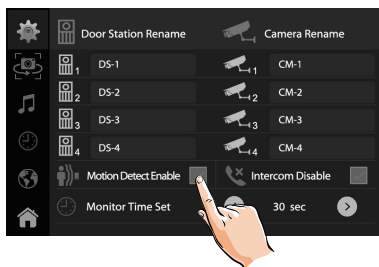 Door Station Rename Camera Rename
1 DS-1 1 CM-1
2 DS-2 2 CM-2
3 DS-3 3 CM-3
4 DS-4 4 CM-4
Motion Detect Enable Intercom Disable
Monitor Time Set 30 sec